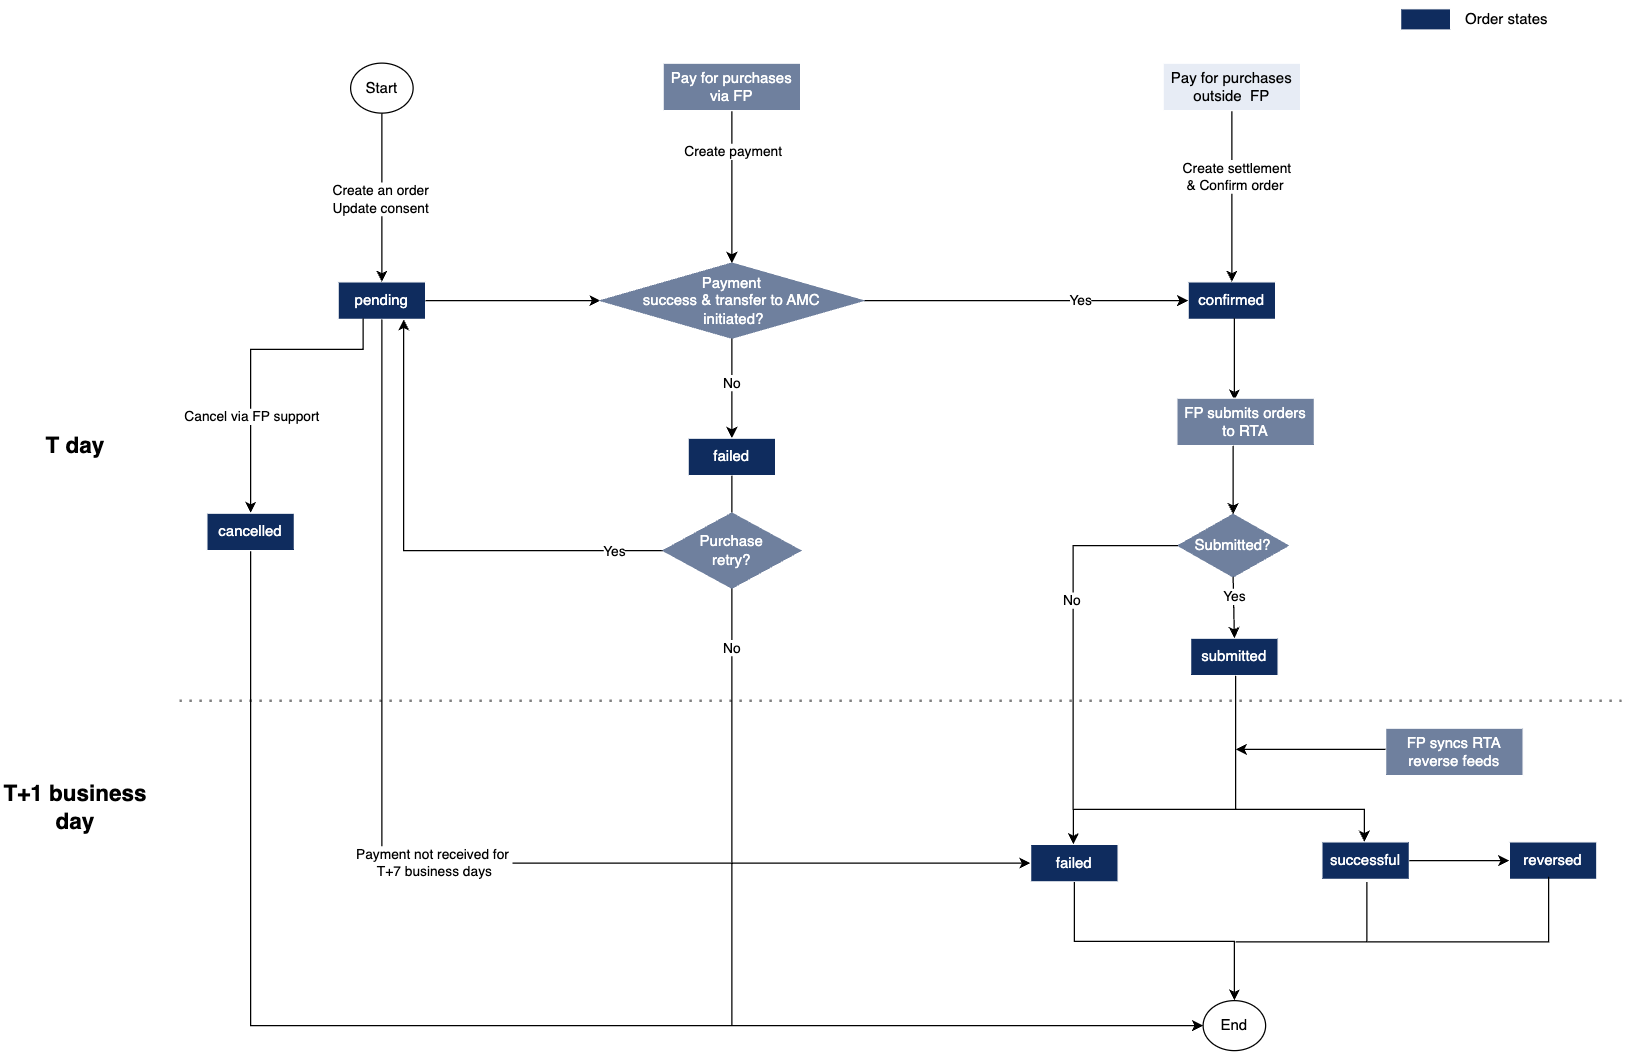 Order states
Start
Pay for purchases
via FP
Pay for purchases
outside FP
Create payment
Create settlement
& Confirm order
Create an order
Update consent
pending
Payment
success & transfer to AMC
initiated?
Yes
confirmed
No
Cancel via FP support
FP submits orders
to RTA
T day
failed
cancelled
Purchase
retry?
Yes
Submitted?
No
Yes
No
submitted
FP syncs RTA
reverse feeds
T+1 business
day
Payment not received for
T+7 business days
failed
successful
reversed
End